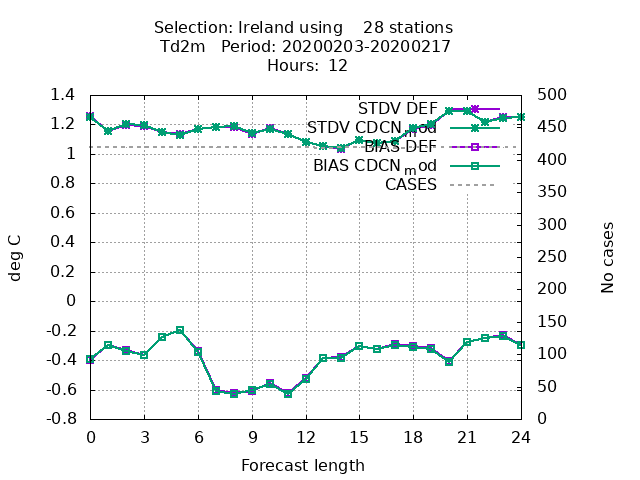 Selection: Ireland using 28 stations
Td2m Period: 20200203-20200217
Hours: 12
1.4
1.2
1
0.8
0.6
0.4
0.2
0
-0.2
-0.4
-0.6
-0.8
deg C
500
450
400
350
300
250
200
150
100
50
0
No cases
STDV DEF
STDV CDCN_mod
BIAS DEF
BIAS CDCN_mod
CASES
0 3 6 9 12 15 18 21 24
Forecast length